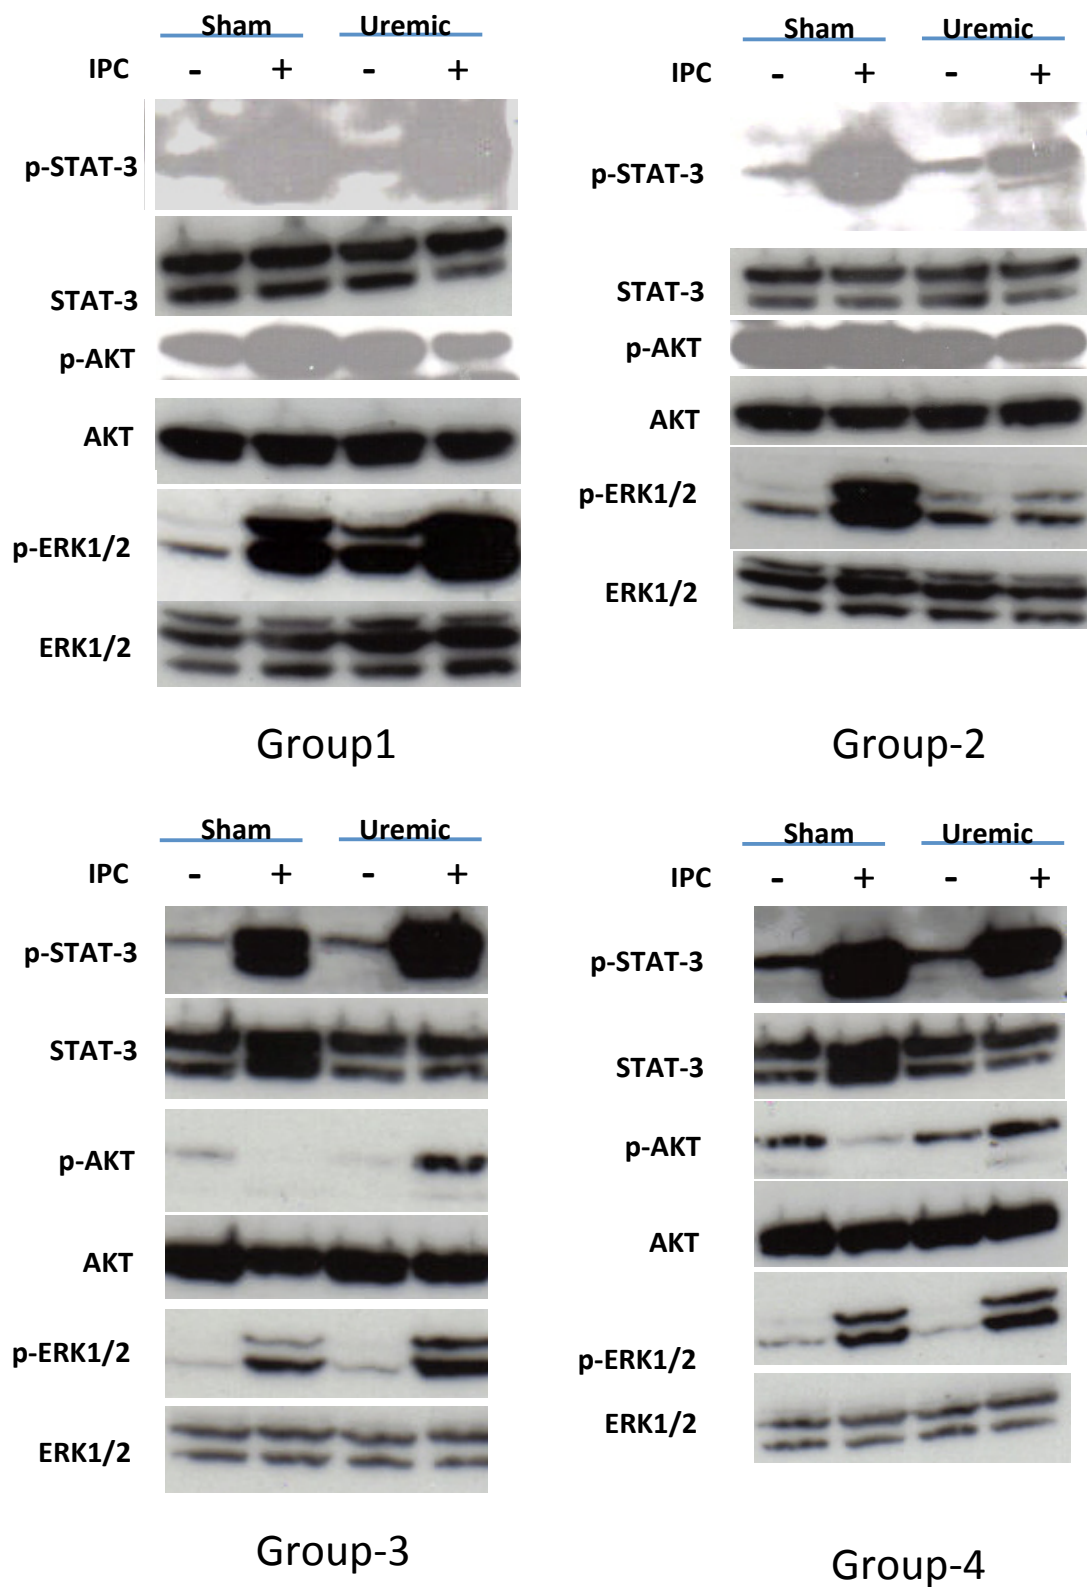 Sham Uremic
IPC - + - +
p-STAT-3
STAT-3
p-AKT
AKT
p-ERK1/2
ERK1/2
Group1
Sham Uremic
IPC - + - +
p-STAT-3
STAT-3
p-AKT
AKT
p-ERK1/2
ERK1/2
Group-2
Sham Uremic
IPC - + - +
p-STAT-3
STAT-3
p-AKT
AKT
p-ERK1/2
ERK1/2
Group-3
Sham Uremic
IPC - + - +
p-STAT-3
STAT-3
p-AKT
AKT
p-ERK1/2
ERK1/2
Group-4